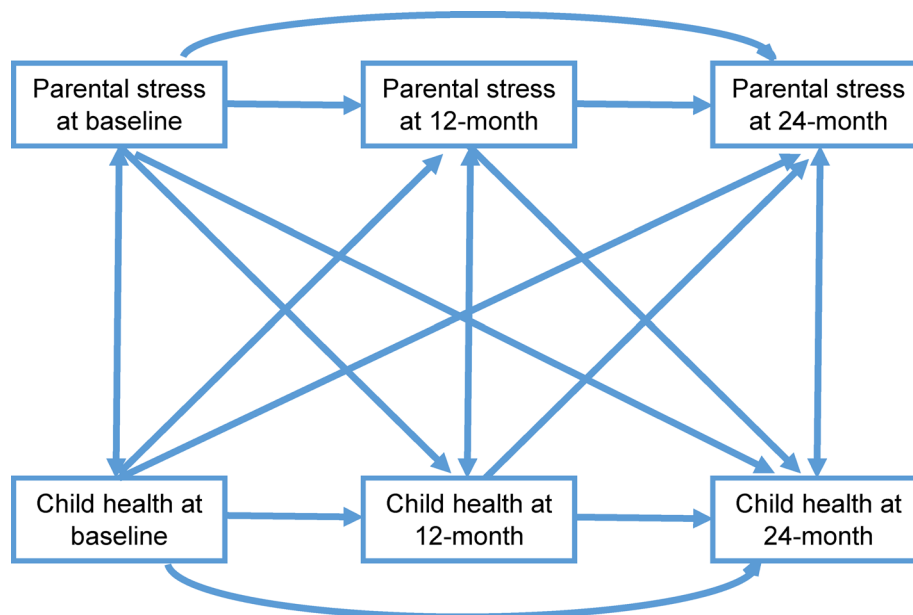 Parental stress
at baseline
Parental stress
at 12-month
Parental stress
at 24-month
Child health at
baseline
Child health at
12-month
Child health at
24-month